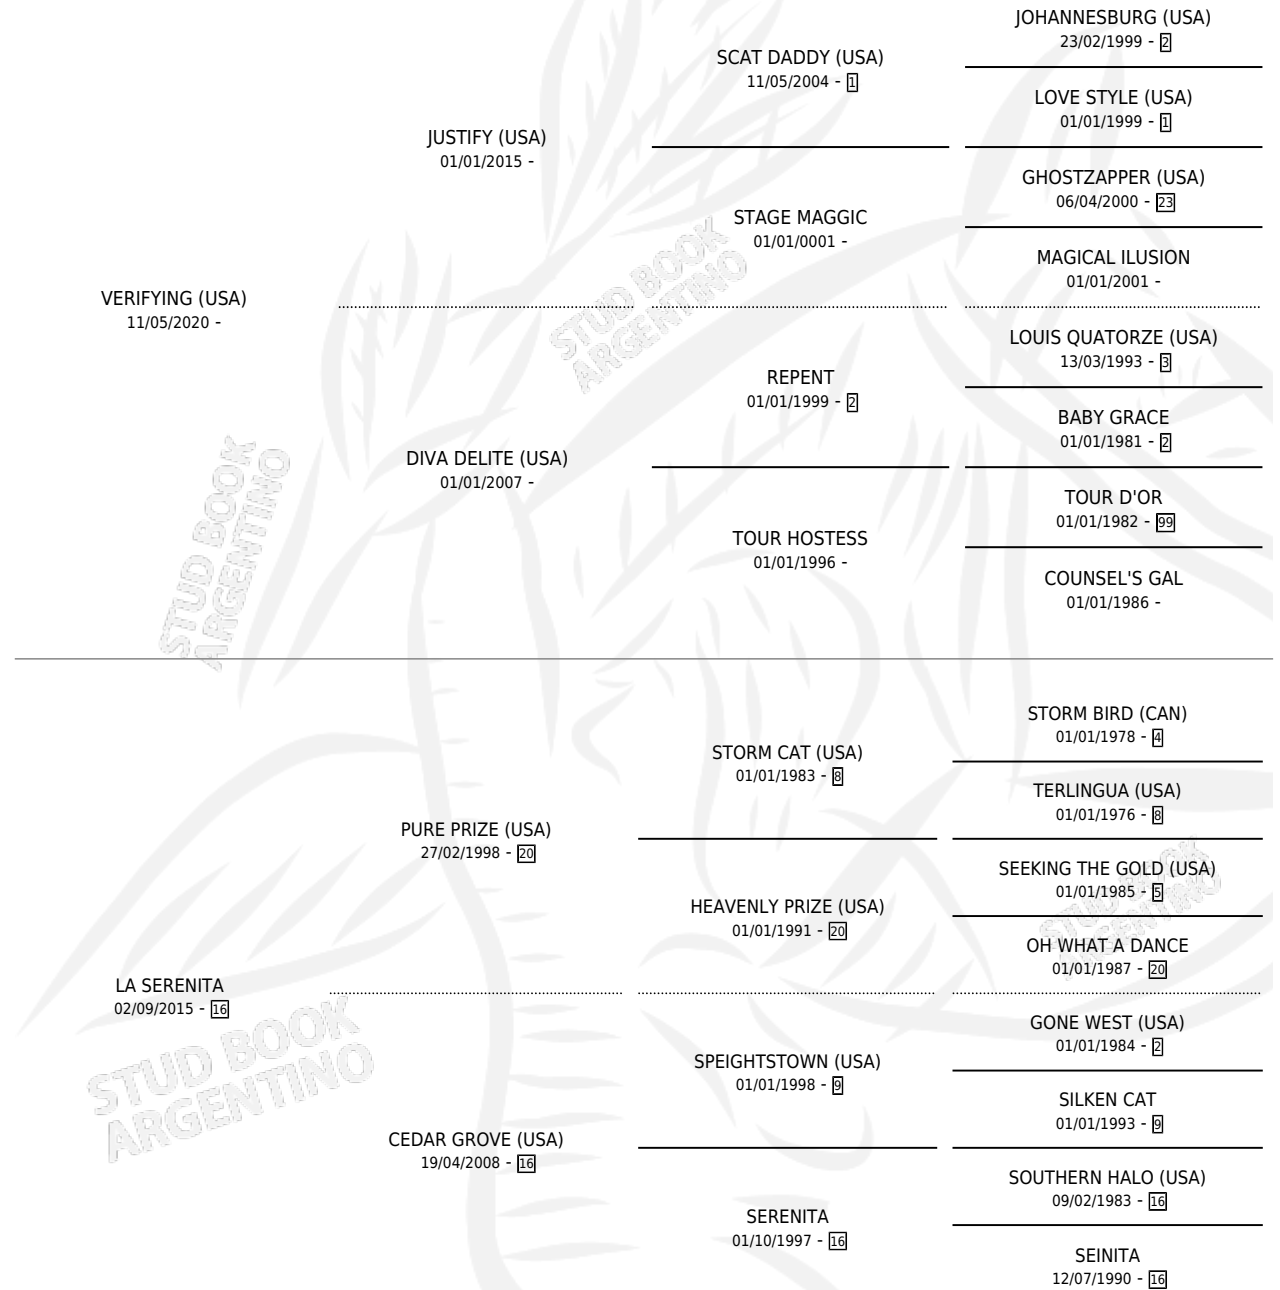 JOHANNESBURG (USA)
23/02/1999 - 2
SCAT DADDY (USA)
11/05/2004 - 1
LOVE STYLE (USA)
01/01/1999 - 1
JUSTIFY (USA)
01/01/2015 -
GHOSTZAPPER (USA)
06/04/2000 - 23
STAGE MAGGIC
01/01/0001 -
MAGICAL ILUSION
01/01/2001 -
VERIFYING (USA)
11/05/2020 -
LOUIS QUATORZE (USA)
13/03/1993 - 3
REPENT
01/01/1999 - 2
BABY GRACE
01/01/1981 - 2
DIVA DELITE (USA)
01/01/2007 -
TOUR D'OR
01/01/1982 - 99
TOUR HOSTESS
01/01/1996 -
COUNSEL'S GAL
01/01/1986 -
STUD BOOK
ARGENTINO
STUD BOOK
ARGENTINO
STORM BIRD (CAN)
01/01/1978 - 4
STORM CAT (USA)
01/01/1983 - 8
TERLINGUA (USA)
01/01/1976 - 8
PURE PRIZE (USA)
27/02/1998 - 20
SEEKING THE GOLD (USA)
01/01/1985 - 5
HEAVENLY PRIZE (USA)
01/01/1991 - 20
OH WHAT A DANCE
01/01/1987 - 20
LA SERENITA
02/09/2015 - 16
GONE WEST (USA)
01/01/1984 - 2
SPEIGHTSTOWN (USA)
01/01/1998 - 9
SILKEN CAT
01/01/1993 - 9
CEDAR GROVE (USA)
19/04/2008 - 16
SOUTHERN HALO (USA)
09/02/1983 - 16
SERENITA
01/10/1997 - 16
SEINITA
12/07/1990 - 16
STUD BOOK
ARGENTINO
STUD BOOK
ARGENTINO